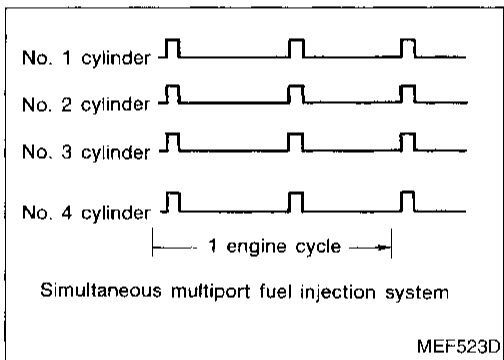 No. 1 cylinder
No. 2 cylinder
No. 3 cylinder
No. 4 cylinder
1 engine cycle
Simultaneous multiport fuel injection system
MEF523D